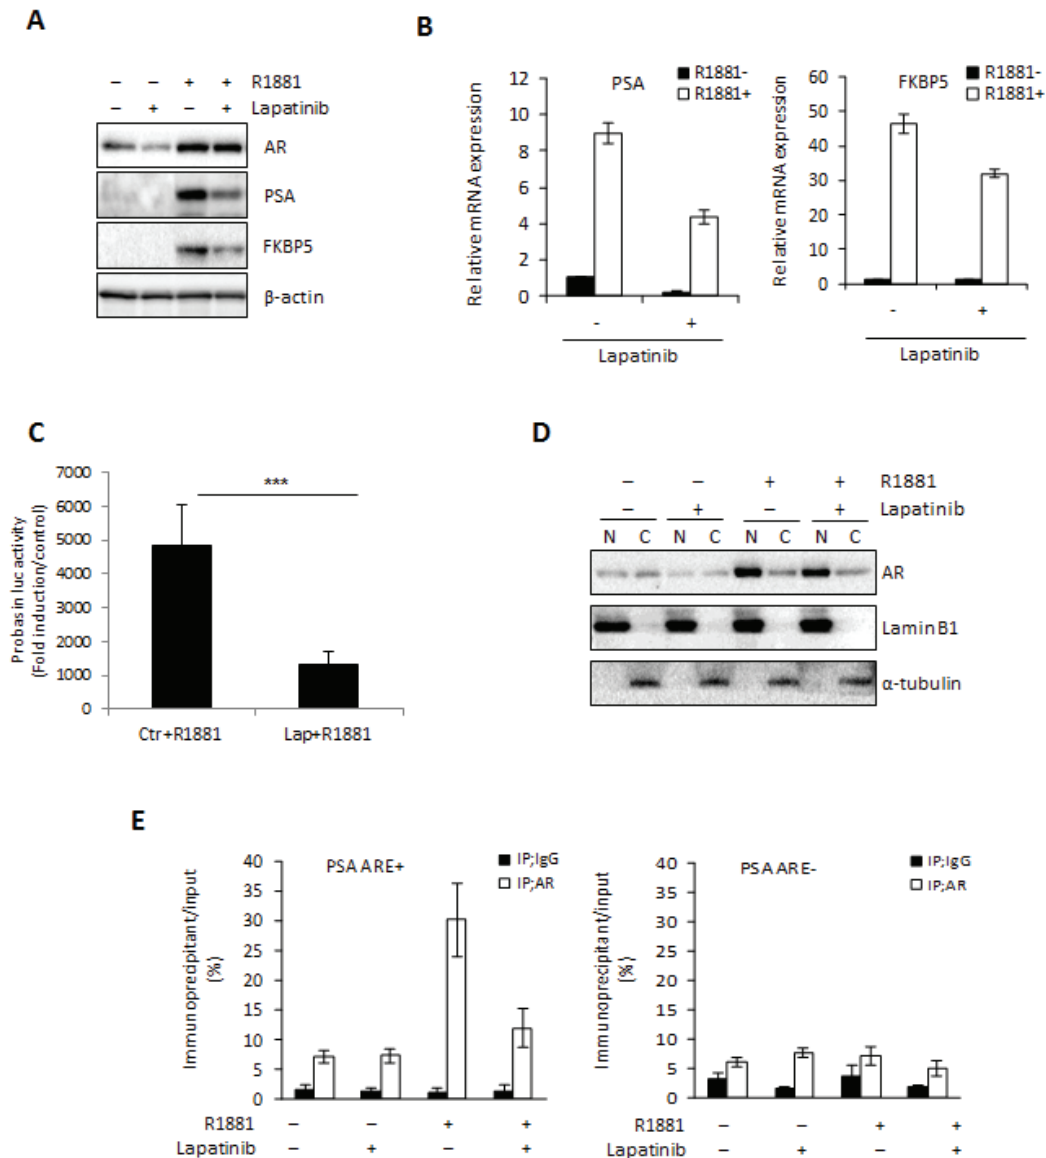 A
– – + + R1881
– + – + Lapatinib
AR
PSA
FKBP5
β-actin
B
Relative mRNA expression
12
10
8
6
4
2
0
PSA
R1881-
R1881+
- +
Lapatinib
Relative mRNA expression
60
50
40
30
20
10
0
FKBP5
R1881-
R1881+
- +
Lapatinib
C
Probasin luc activity
(Fold induction/control)
7000
6000
5000
4000
3000
2000
1000
0
***
Ctr+R1881 Lap+R1881
D
– – + + R1881
– + – + Lapatinib
N C N C N C N C
AR
Lamin B1
α-tubulin
E
Immunoprecipitant/input
(%)
40
35
30
25
20
15
10
5
0
PSA ARE+
IP;IgG
IP;AR
R1881 – – + +
Lapatinib – + – +
Immunoprecipitant/input
(%)
40
35
30
25
20
15
10
5
0
PSA ARE-
IP;IgG
IP;AR
R1881 – – + +
Lapatinib – + – +